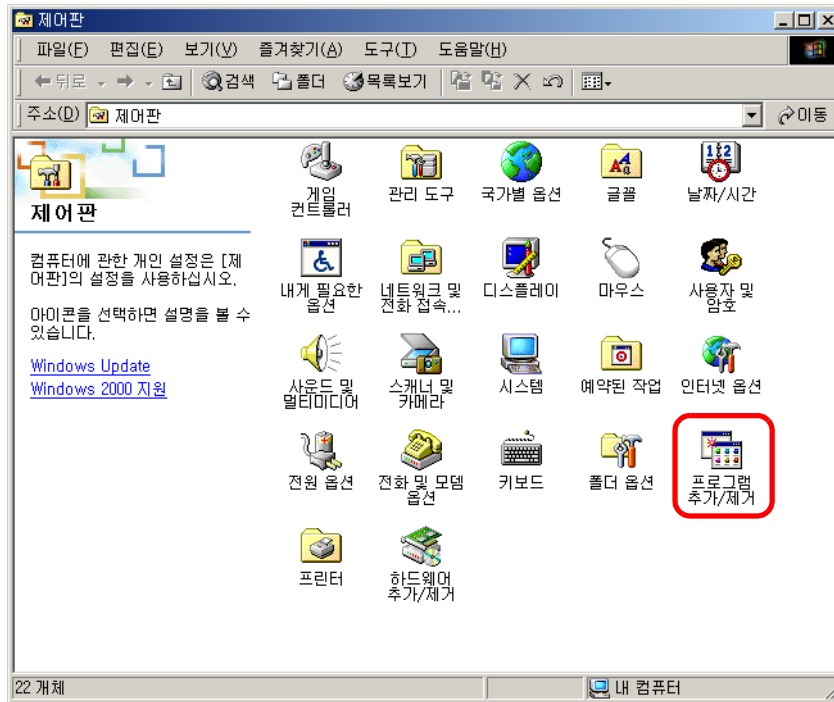 제어판
파일(F) 편집(E) 보기(V) 즐겨찾기(A) 도구(T) 도움말(H)
뒤로 검색 폴더 목록보기
주소(D) 제어판 이동
제어판
컴퓨터에 관한 개인 설정은 [제
어판]의 설정을 사용하십시오.
아이콘을 선택하면 설명을 볼 수
있습니다.
Windows Update
Windows 2000 지원
게임
컨트롤러
관리 도구
국가별 옵션
글꼴
날짜/시간
내게 필요한
옵션
네트워크 및
전화 접속...
디스플레이
마우스
사용자 및
암호
사운드 및
멀티미디어
스캐너 및
카메라
시스템
예약된 작업
인터넷 옵션
전원 옵션
전화 및 모뎀
옵션
키보드
폴더 옵션
프로그램
추가/제거
프린터
하드웨어
추가/제거
22 개체
내 컴퓨터